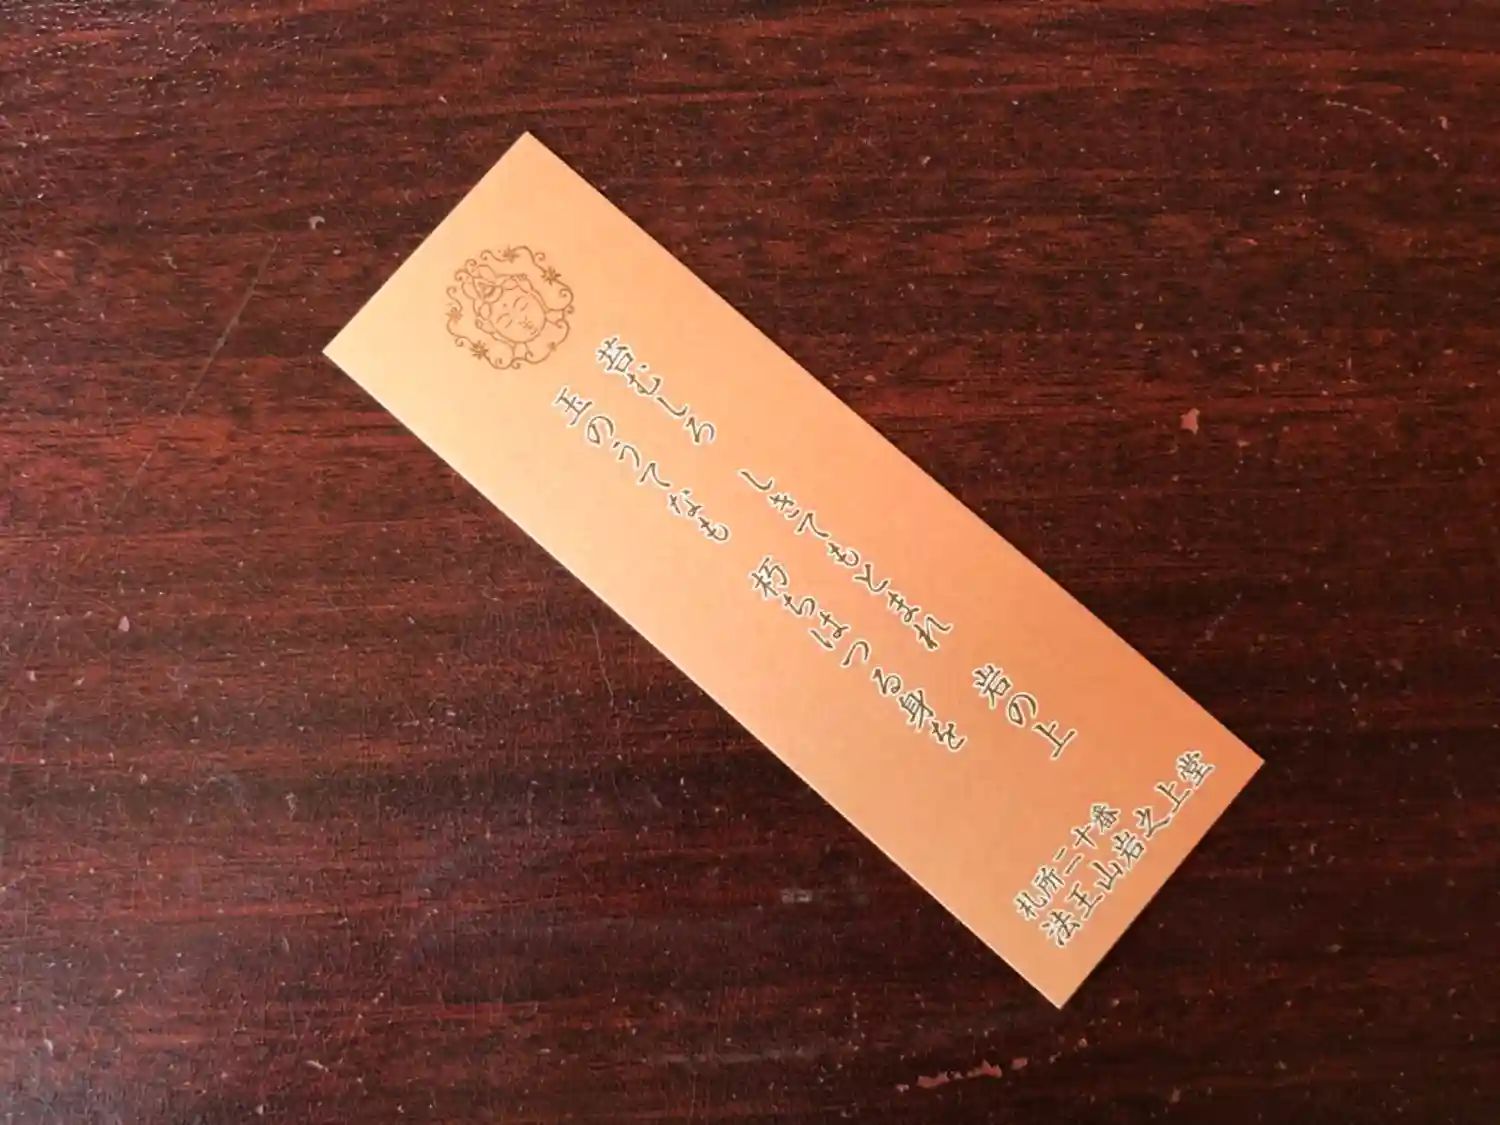 苔むしろ しきてもとまれ 岩の上
玉のうてなも 朽ちはつる身を
札所二十番
法王山岩之上堂